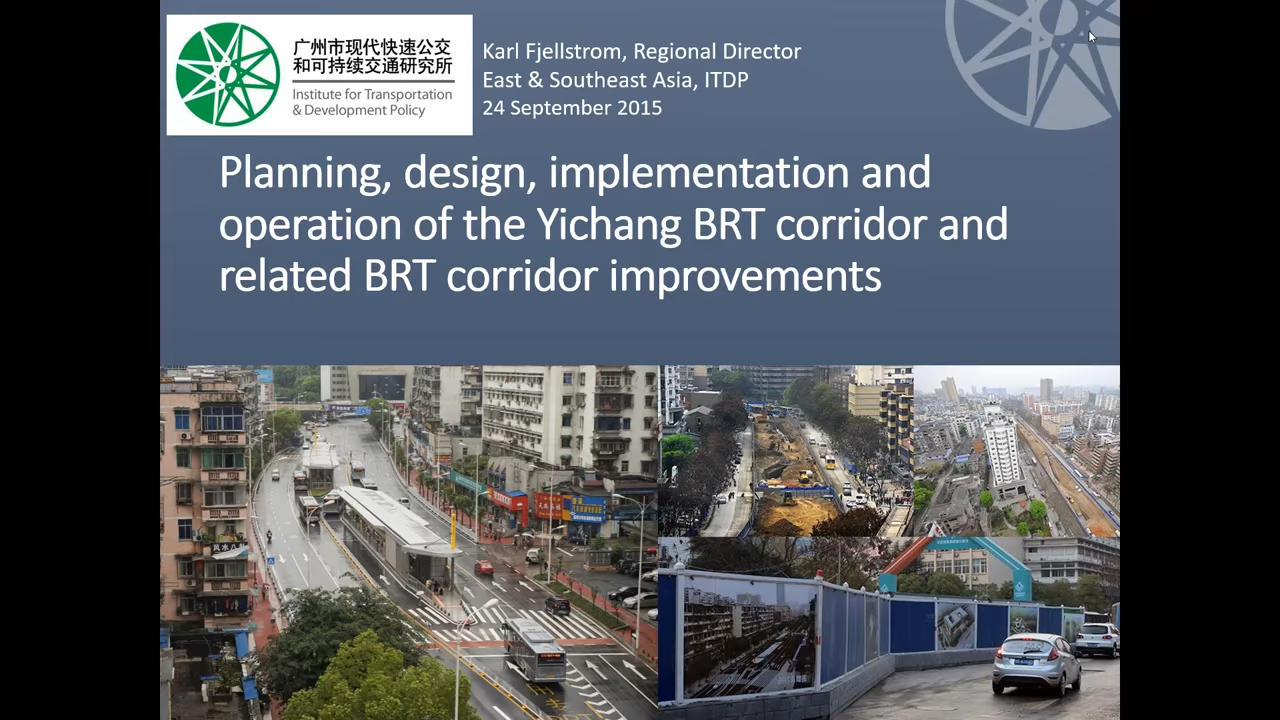 广州市现代快速公交
和可持续交通研究所
Institute for Transportation
& Development Policy
Karl Fjellstrom, Regional Director
East & Southeast Asia, ITDP
24 September 2015
Planning, design, implementation and
operation of the Yichang BRT corridor and
related BRT corridor improvements